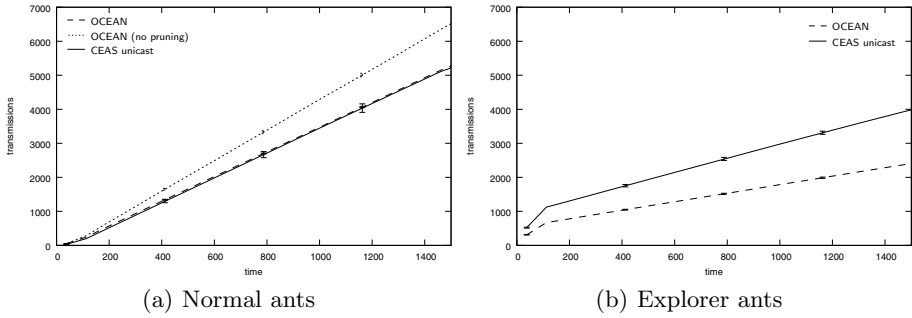 7000
6000
5000
4000
3000
2000
1000
0
transmissions
OCEAN
OCEAN (no pruning)
CEAS unicast
0 200 400 600 800 1000 1200 1400
time
(a) Normal ants
7000
6000
5000
4000
3000
2000
1000
0
transmissions
OCEAN
CEAS unicast
0 200 400 600 800 1000 1200 1400
time
(b) Explorer ants